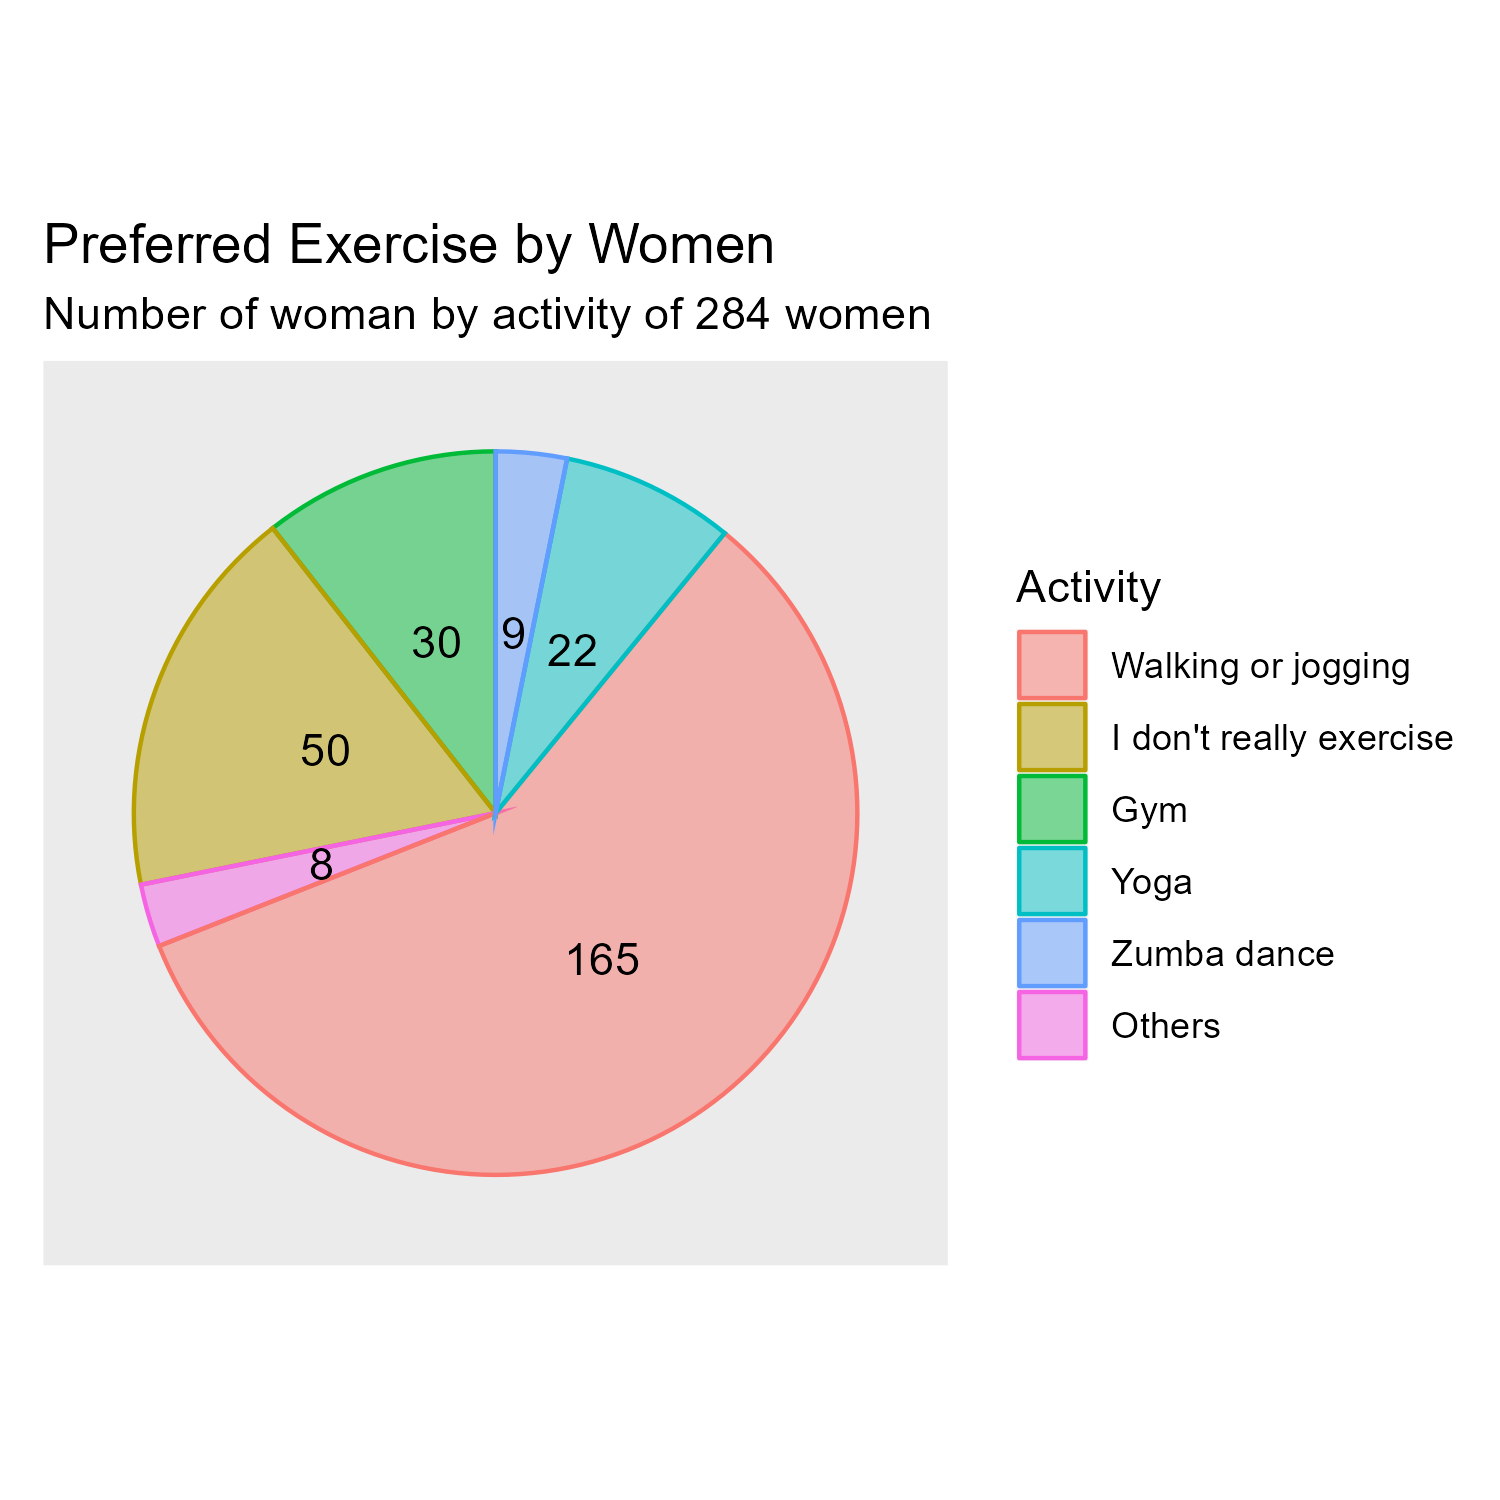 Preferred Exercise by Women
Number of woman by activity of 284 women
30
9
22
50
8
165
Activity
Walking or jogging
I don't really exercise
Gym
Yoga
Zumba dance
Others